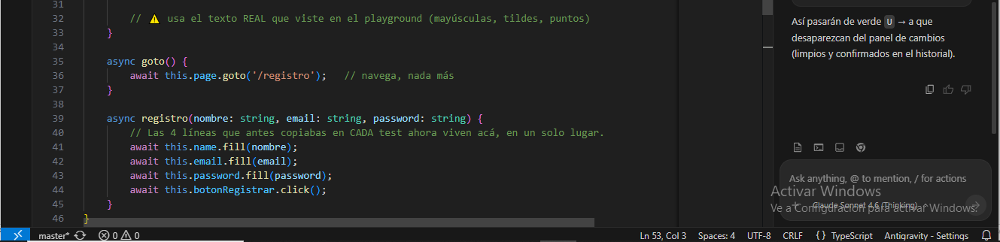 31
32 // ⚠ usa el texto REAL que viste en el playground (mayúsculas, tildes, puntos)
33 }
34
35 async goto() {
36 await this.page.goto('/registro'); // navega, nada más
37 }
38
39 async registro(nombre: string, email: string, password: string) {
40 // Las 4 líneas que antes copiabas en CADA test ahora viven acá, en un solo lugar.
41 await this.name.fill(nombre);
42 await this.email.fill(email);
43 await this.password.fill(password);
44 await this.botonRegistrar.click();
45 }
46 }
Así pasarán de verde U → a que
desaparezcan del panel de cambios
(limpios y confirmados en el historial).
Ask anything, @ to mention, / for actions
Claude Sonnet 4.6 (Thinking)
Activar Windows
Ve a Configuración para activar Windows.
master* 0 0 Ln 53, Col 3 Spaces: 4 UTF-8 CRLF {} TypeScript Antigravity - Settings